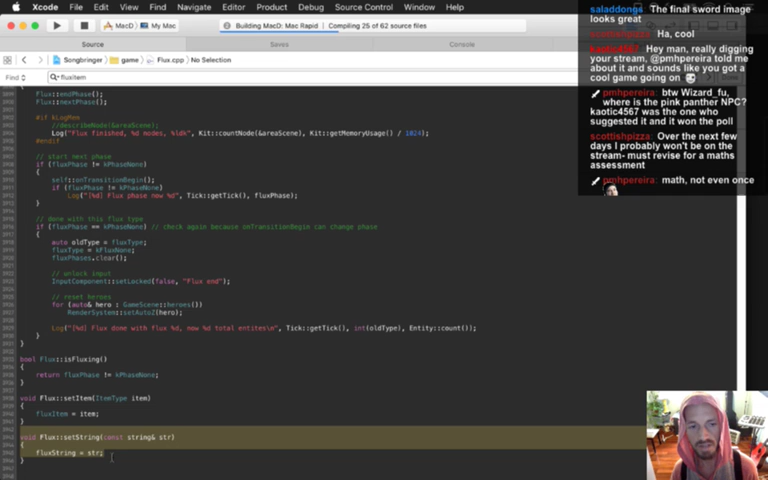 Xcode File Edit View Find Navigate Editor Product Debug Source Control Window
MacD My Mac
Building MacD: Mac Rapid Compiling 25 of 62 source files
Source Saves Console
Songbringer game Flux.cpp No Selection
Find fluxItem
Flux::endPhase();
Flux::nextPhase();
#if kLogMem
//describeNodul(&areaScene);
Log("Flux finished, %d nodes, %ldk", Kit::countNode(&areaScene), Kit::getMemoryUsage() / 1024);
#endif
// start next phase
if (fluxPhase != kPhaseNone)
{
self::onTransitionBegin();
if (fluxPhase != kPhaseNone)
Log("[%d] Flux phase now %d", Tick::getTick(), fluxPhase);
}
// done with this flux type
if (fluxPhase == kPhaseNone) // check again because onTransitionBegin can change phase
{
auto oldType = fluxType;
fluxType = kFluxNone;
fluxPhases.clear();
// unlock input
InputComponent::setLocked(false, "Flux end");
// reset heroes
for (auto& hero : GameScene::heroes())
RenderSystem::setAutoZ(hero);
Log("[%d] Flux done with flux %d, now %d total entities\n", Tick::getTick(), int(oldType), Entity::count());
}
}
bool Flux::isFluxing()
{
return fluxPhase != kPhaseNone;
}
void Flux::setItem(ItemType item)
{
fluxItem = item;
}
void Flux::setString(const string& str)
{
fluxString = str;
}
saladdongs: The final sword image
looks great
scottishpizza: Ha, cool
kaotic4567: Hey man, really digging
your stream, @pmhpereira told me
about it and sounds like you got a
cool game going on
pmhpereira: btw Wizard_fu,
where is the pink panther NPC?
kaotic4567 was the one who
suggested it and it won the poll
scottishpizza: Over the next few
days I probably won't be on the
stream- must revise for a maths
assessment
pmhpereira: math, not even once